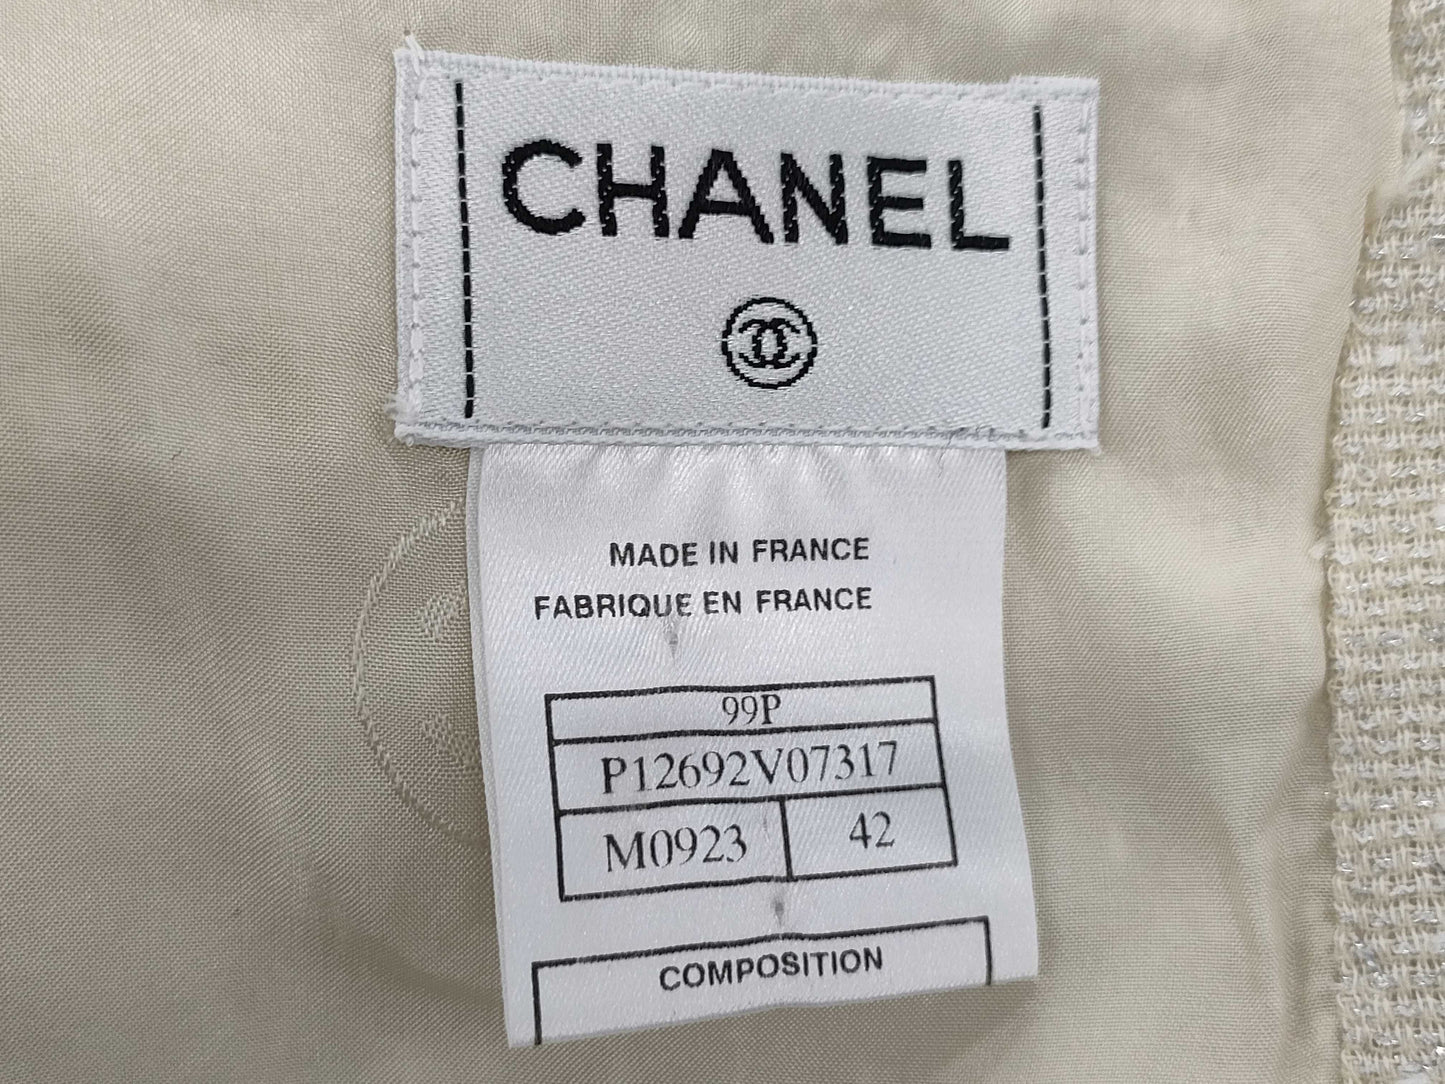 CHANEL
MADE IN FRANCE
FABRIQUE EN FRANCE
99P
P12692V07317
M0923 42
COMPOSITION